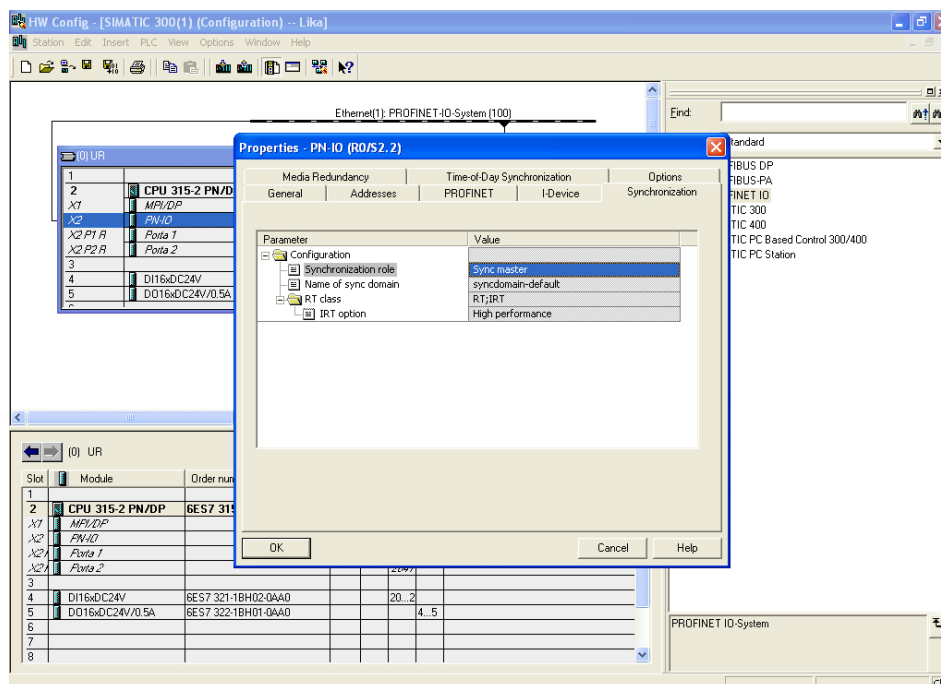 HW Config - [SIMATIC 300(1) (Configuration) -- Lika]
Station Edit Insert PLC View Options Window Help
Ethernet(1): PROFINET-IO-System (100)
Find:
(0) UR
1
2 CPU 315-2 PN/D
X1 MPI/DP
X2 PN-IO
X2 P1 R Porta 1
X2 P2 R Porta 2
3
4 DI16xDC24V
5 DO16xDC24V/0.5A
Properties - PN-IO (R0/S2.2)
Media Redundancy Time-of-Day Synchronization Options
General Addresses PROFINET I-Device Synchronization
Parameter Value
Configuration
Synchronization role Sync master
Name of sync domain syncdomain-default
RT class RT;IRT
IRT option High performance
OK Cancel Help
tandard
FIBUS DP
FIBUS-PA
FINET IO
TIC 300
TIC 400
TIC PC Based Control 300/400
TIC PC Station
(0) UR
Slot Module Order num
1
2 CPU 315-2 PN/DP 6ES7 315
X1 MPI/DP
X2 PN-IO
X2 Porta 1
X2 Porta 2 2041
3
4 DI16xDC24V 6ES7 321-1BH02-0AA0 20...2
5 DO16xDC24V/0.5A 6ES7 322-1BH01-0AA0 4...5
6
7
8
PROFINET IO-System